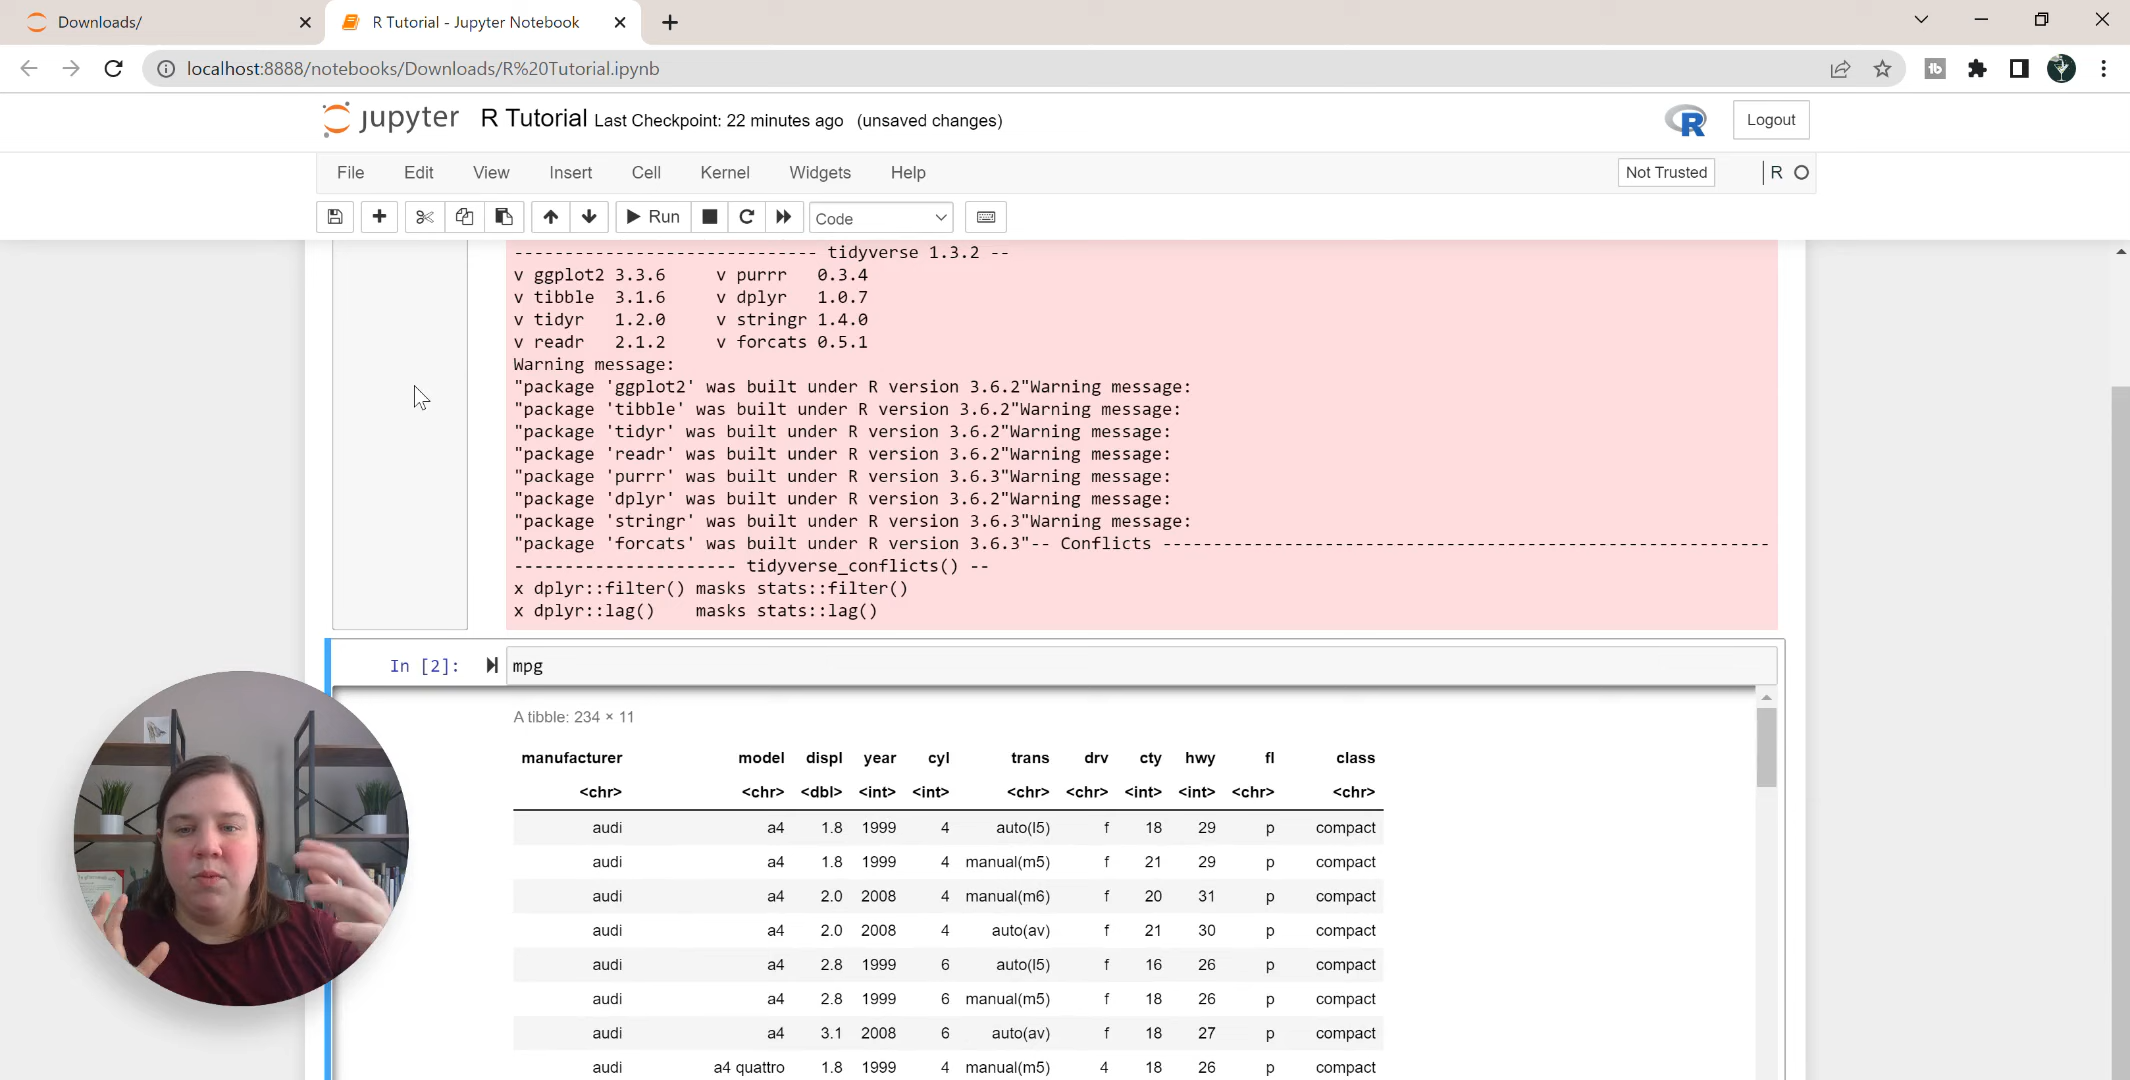 Downloads/
R Tutorial - Jupyter Notebook
localhost:8888/notebooks/Downloads/R%20Tutorial.ipynb
tb
jupyter R Tutorial Last Checkpoint: 22 minutes ago (unsaved changes)
R
Logout
File Edit View Insert Cell Kernel Widgets Help
Not Trusted
R
Run
Code
----------------------------- tidyverse 1.3.2 --
v ggplot2 3.3.6     v purrr   0.3.4
v tibble  3.1.6     v dplyr   1.0.7
v tidyr   1.2.0     v stringr 1.4.0
v readr   2.1.2     v forcats 0.5.1
Warning message:
"package 'ggplot2' was built under R version 3.6.2"Warning message:
"package 'tibble' was built under R version 3.6.2"Warning message:
"package 'tidyr' was built under R version 3.6.2"Warning message:
"package 'readr' was built under R version 3.6.2"Warning message:
"package 'purrr' was built under R version 3.6.3"Warning message:
"package 'dplyr' was built under R version 3.6.2"Warning message:
"package 'stringr' was built under R version 3.6.3"Warning message:
"package 'forcats' was built under R version 3.6.3"-- Conflicts ------------------------------------------------------------
---------------------- tidyverse_conflicts() --
x dplyr::filter() masks stats::filter()
x dplyr::lag()    masks stats::lag()
In [2]: mpg
A tibble: 234 × 11
manufacturer model displ year cyl trans drv cty hwy fl class
<chr> <chr> <dbl> <int> <int> <chr> <chr> <int> <int> <chr> <chr>
audi a4 1.8 1999 4 auto(l5) f 18 29 p compact
audi a4 1.8 1999 4 manual(m5) f 21 29 p compact
audi a4 2.0 2008 4 manual(m6) f 20 31 p compact
audi a4 2.0 2008 4 auto(av) f 21 30 p compact
audi a4 2.8 1999 6 auto(l5) f 16 26 p compact
audi a4 2.8 1999 6 manual(m5) f 18 26 p compact
audi a4 3.1 2008 6 auto(av) f 18 27 p compact
audi a4 quattro 1.8 1999 4 manual(m5) 4 18 26 p compact